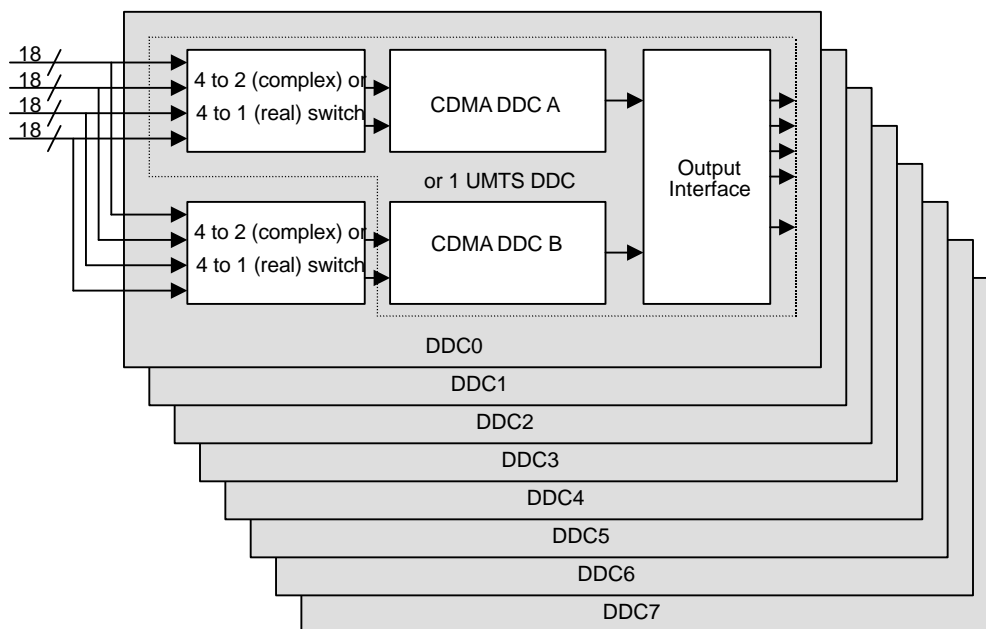 18
18
18
18
4 to 2 (complex) or
4 to 1 (real) switch
CDMA DDC A
Output
Interface
or 1 UMTS DDC
4 to 2 (complex) or
4 to 1 (real) switch
CDMA DDC B
DDC0
DDC1
DDC2
DDC3
DDC4
DDC5
DDC6
DDC7